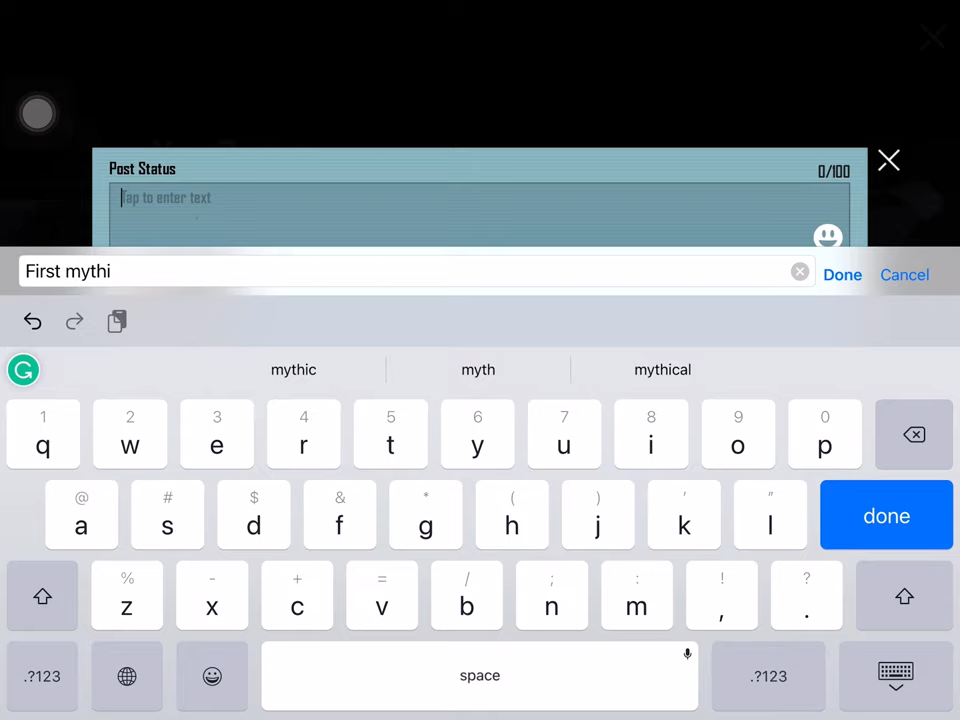 Post Status
0/100
Tap to enter text
First mythi
Done
Cancel
mythic
myth
mythical
1 2 3 4 5 6 7 8 9 0
q w e r t y u i o p
@ # $ & * ( ) ' "
a s d f g h j k l
done
% - + = / ; : ! ?
z x c v b n m , .
.?123
space
.?123